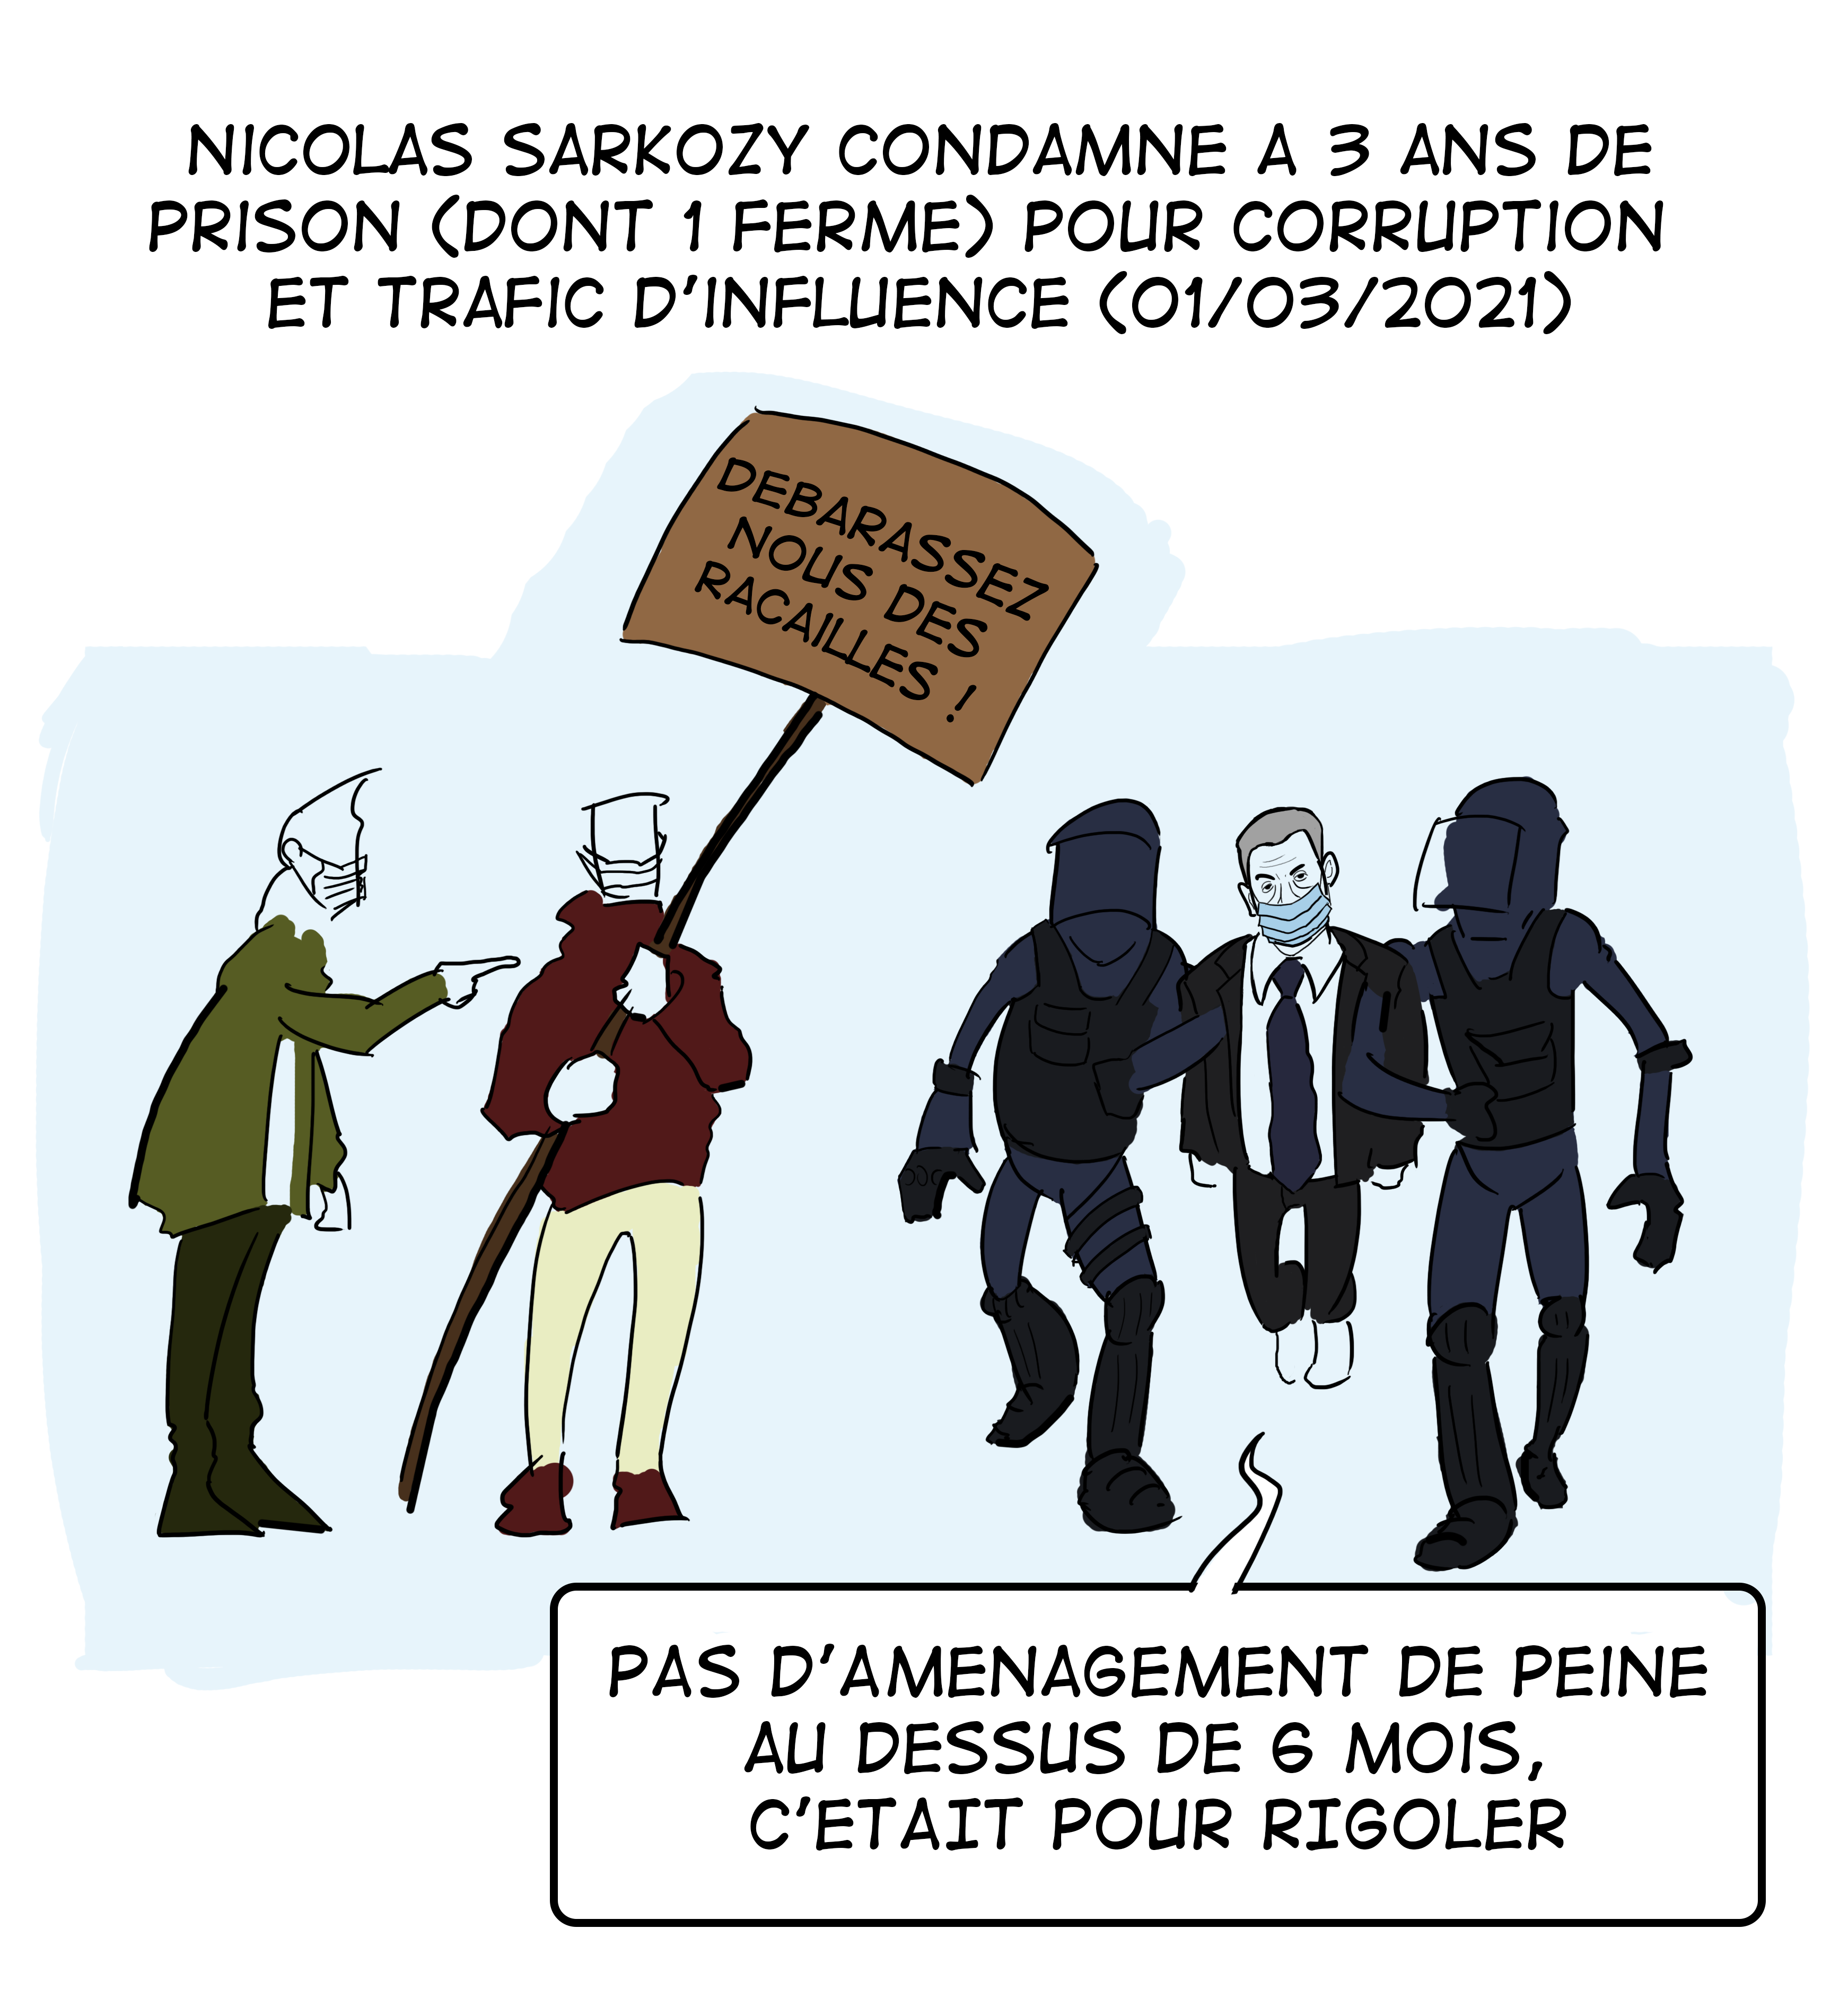 NICOLAS SARKOZY CONDAMNE A 3 ANS DE
PRISON (DONT 1 FERME) POUR CORRUPTION
ET TRAFIC D'INFLUENCE (01/03/2021)
DEBARASSEZ
NOUS DES
RACAILLES !
PAS D'AMENAGEMENT DE PEINE
AU DESSUS DE 6 MOIS,
C'ETAIT POUR RIGOLER